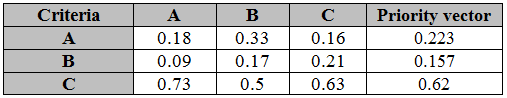 Criteria A B C Priority vector
A 0.18 0.33 0.16 0.223
B 0.09 0.17 0.21 0.157
C 0.73 0.5 0.63 0.62